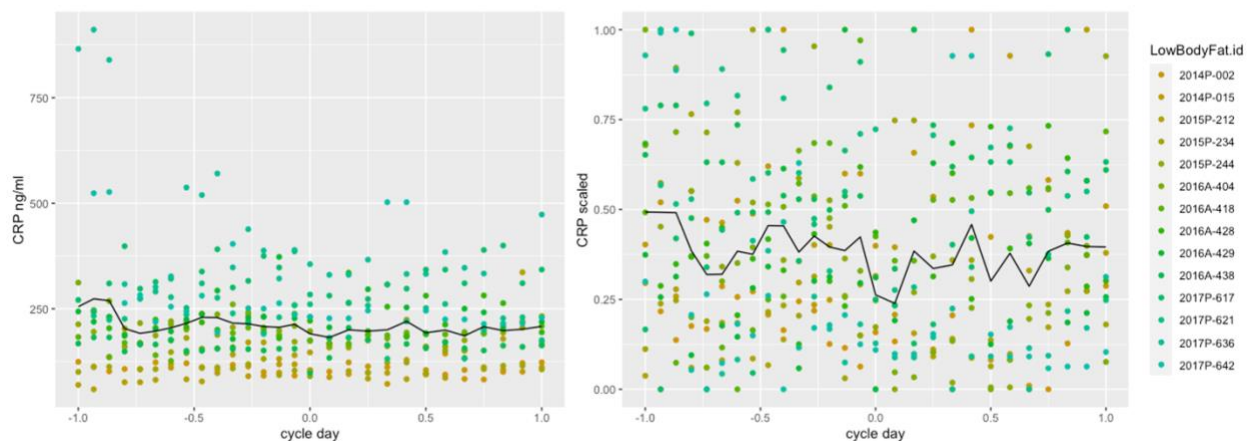 CRP ng/ml
750
500
250
-1.0 -0.5 0.0 0.5 1.0
cycle day
CRP scaled
1.00
0.75
0.50
0.25
0.00
-1.0 -0.5 0.0 0.5 1.0
cycle day
LowBodyFat.id
2014P-002
2014P-015
2015P-212
2015P-234
2015P-244
2016A-404
2016A-418
2016A-428
2016A-429
2016A-438
2017P-617
2017P-621
2017P-636
2017P-642